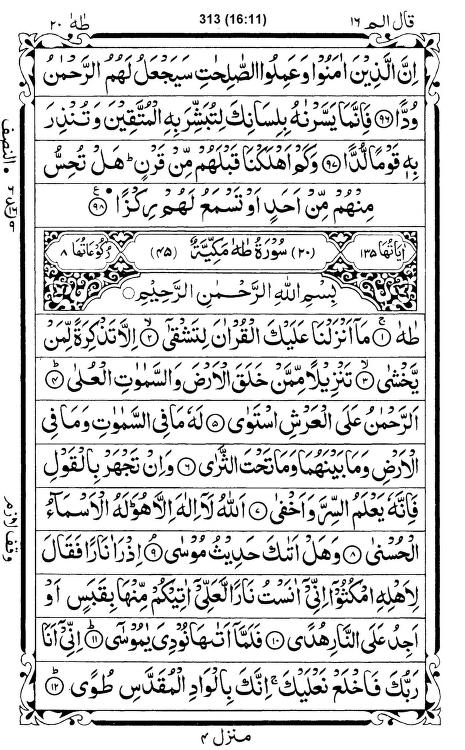 قال الم ١٦ 313 (16:11) طٰهٰ ٢٠
اِنَّ الَّذِيْنَ اٰمَنُوْا وَعَمِلُوا الصّٰلِحٰتِ سَيَجْعَلُ لَهُمُ الرَّحْمٰنُ
وُدًّا ﴿٩٦﴾ فَاِنَّمَا يَسَّرْنٰهُ بِلِسَانِكَ لِتُبَشِّرَ بِهِ الْمُتَّقِيْنَ وَتُنْذِرَ
بِهٖ قَوْمًا لُّدًّا ﴿٩٧﴾ وَكَمْ اَهْلَكْنَا قَبْلَهُمْ مِّنْ قَرْنٍ ؕ هَلْ تُحِسُّ
مِنْهُمْ مِّنْ اَحَدٍ اَوْ تَسْمَعُ لَهُمْ رِكْزًا ﴿٩٨﴾ ع
اٰيَاتُهَا ١٣٥ (٢٠) سُوْرَةُ طٰهٰ مَكِّيَّةٌ (٤٥) رُكُوْعَاتُهَا ٨
بِسْمِ اللّٰهِ الرَّحْمٰنِ الرَّحِيْمِ
طٰهٰ ﴿١﴾ مَاۤ اَنْزَلْنَا عَلَيْكَ الْقُرْاٰنَ لِتَشْقٰۤى ﴿٢﴾ اِلَّا تَذْكِرَةً لِّمَنْ
يَّخْشٰى ﴿٣﴾ تَنْزِيْلًا مِّمَّنْ خَلَقَ الْاَرْضَ وَالسَّمٰوٰتِ الْعُلٰى ﴿٤﴾
اَلرَّحْمٰنُ عَلَى الْعَرْشِ اسْتَوٰى ﴿٥﴾ لَهٗ مَا فِى السَّمٰوٰتِ وَمَا فِى
الْاَرْضِ وَمَا بَيْنَهُمَا وَمَا تَحْتَ الثَّرٰى ﴿٦﴾ وَاِنْ تَجْهَرْ بِالْقَوْلِ
فَاِنَّهٗ يَعْلَمُ السِّرَّ وَاَخْفٰى ﴿٧﴾ اَللّٰهُ لَاۤ اِلٰهَ اِلَّا هُوَ ؕ لَهُ الْاَسْمَآءُ
الْحُسْنٰى ﴿٨﴾ وَهَلْ اَتٰىكَ حَدِيْثُ مُوْسٰى ﴿٩﴾ اِذْ رَاٰ نَارًا فَقَالَ
لِاَهْلِهِ امْكُثُوْۤا اِنِّيْۤ اٰنَسْتُ نَارًا لَّعَلِّيْۤ اٰتِيْكُمْ مِّنْهَا بِقَبَسٍ اَوْ
اَجِدُ عَلَى النَّارِ هُدًى ﴿١٠﴾ فَلَمَّاۤ اَتٰىهَا نُوْدِيَ يٰمُوْسٰى ﴿١١﴾ اِنِّيْۤ اَنَا
رَبُّكَ فَاخْلَعْ نَعْلَيْكَ ۚ اِنَّكَ بِالْوَادِ الْمُقَدَّسِ طُوًى ﴿١٢﴾
منزل ٤
النصف
وقف لازم